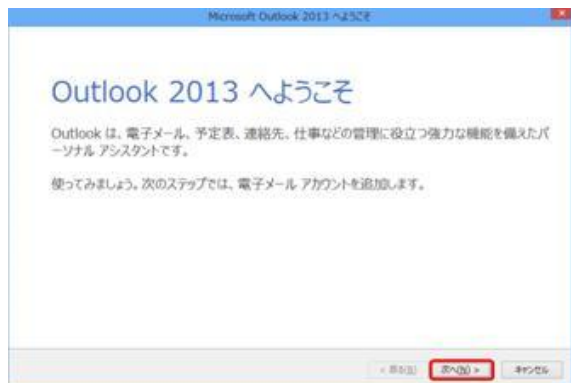 Microsoft Outlook 2013 へようこそ
Outlook 2013 へようこそ
Outlook は、電子メール、予定表、連絡先、仕事などの管理に役立つ強力な機能を備えたパ
ーソナル アシスタントです。
使ってみましょう。次のステップでは、電子メール アカウントを追加します。
< 戻る(B) 次へ(N) > キャンセル